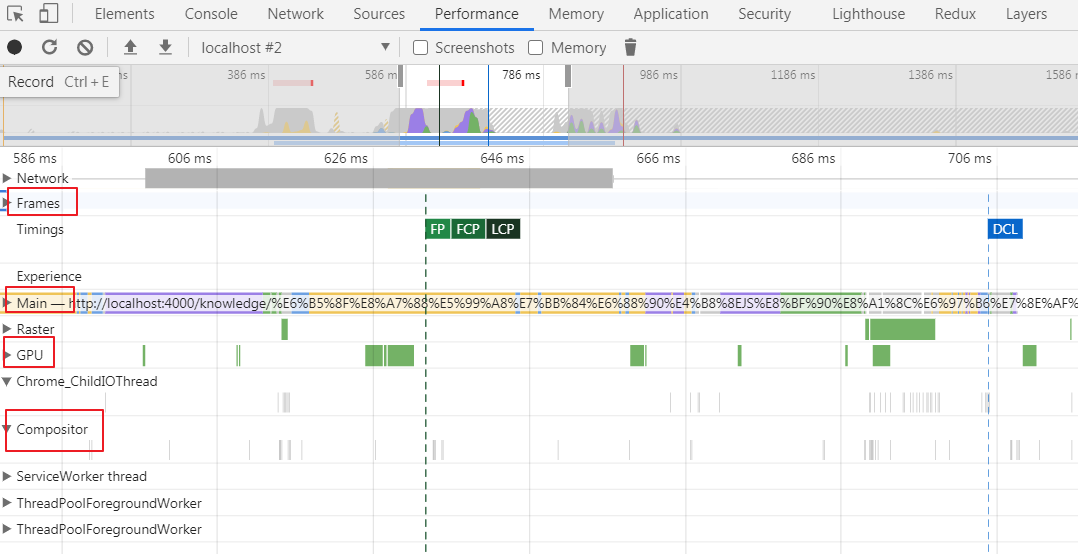 Elements Console Network Sources Performance Memory Application Security Lighthouse Redux Layers
localhost #2 Screenshots Memory
386 ms 586 ms 786 ms 986 ms 1186 ms 1386 ms 1586
Record Ctrl + E
586 ms 606 ms 626 ms 646 ms 666 ms 686 ms 706 ms
Network
Frames
Timings FP FCP LCP DCL
Experience
Main — http://localhost:4000/knowledge/%E6%B5%8F%E8%A7%88%E5%99%A8%E7%BB%84%E6%88%90%E4%B8%8EJS%E8%BF%90%E8%A1%8C%E6%97%B6%E7%8E%AF%
Raster
GPU
Chrome_ChildIOThread
Compositor
ServiceWorker thread
ThreadPoolForegroundWorker
ThreadPoolForegroundWorker